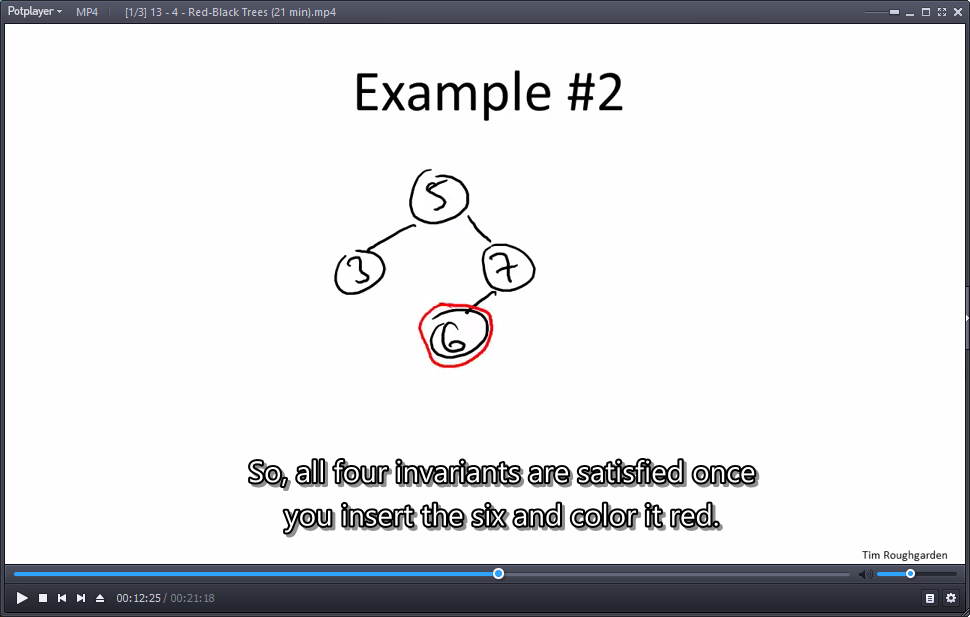 Potplayer MP4 [1/3] 13 - 4 - Red-Black Trees (21 min).mp4
Example #2
5
3 7
6
So, all four invariants are satisfied once
you insert the six and color it red.
Tim Roughgarden
00:12:25 / 00:21:18